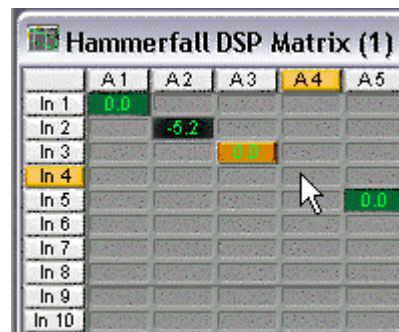 Hammerfall DSP Matrix (1)
A 1 A 2 A 3 A 4 A 5
In 1 0.0
In 2 -5.2
In 3 0.0
In 4
In 5 0.0
In 6
In 7
In 8
In 9
In 10